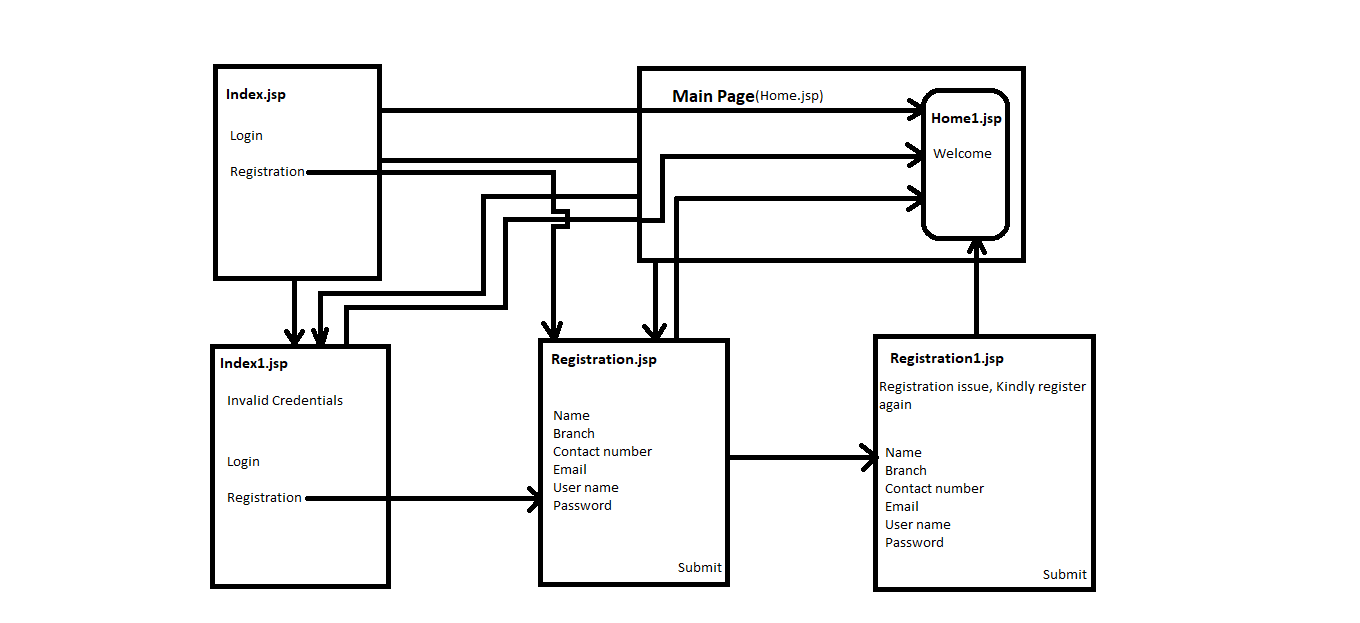 Index.jsp
Login
Registration
Main Page(Home.jsp)
Home1.jsp
Welcome
Index1.jsp
Invalid Credentials
Login
Registration
Registration.jsp
Name
Branch
Contact number
Email
User name
Password
Submit
Registration1.jsp
Registration issue, Kindly register
again
Name
Branch
Contact number
Email
User name
Password
Submit